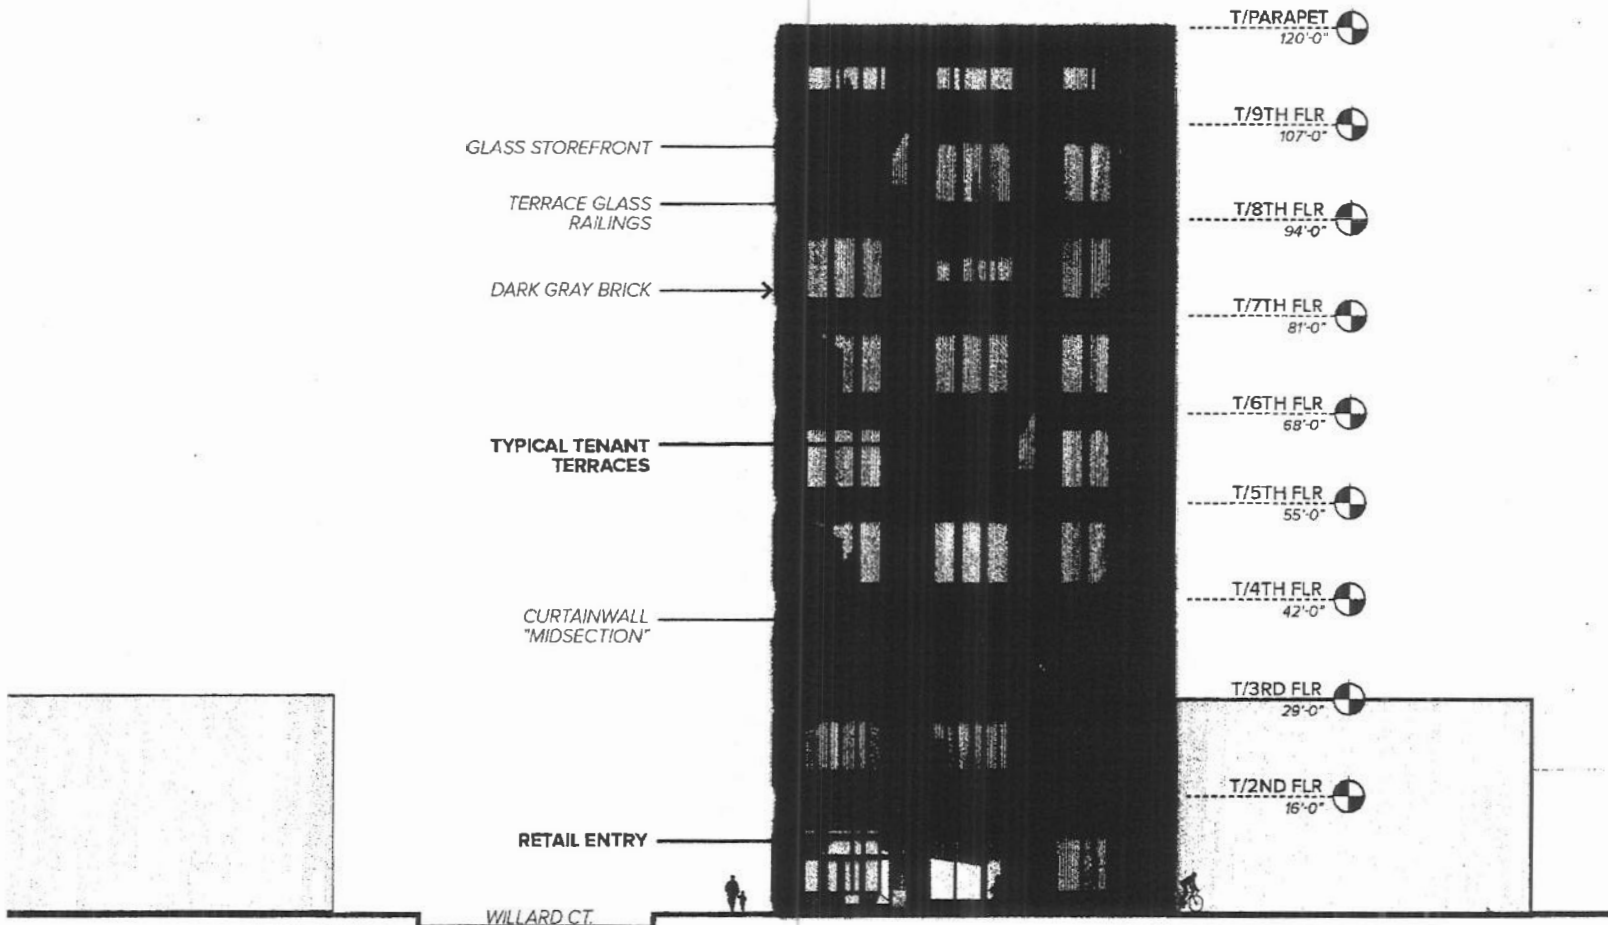 T/PARAPET
120'-0"
T/9TH FLR
107'-0"
GLASS STOREFRONT
TERRACE GLASS
RAILINGS
T/8TH FLR
94'-0"
DARK GRAY BRICK
T/7TH FLR
81'-0"
T/6TH FLR
68'-0"
TYPICAL TENANT
TERRACES
T/5TH FLR
55'-0"
T/4TH FLR
42'-0"
CURTAINWALL
"MIDSECTION"
T/3RD FLR
29'-0"
T/2ND FLR
16'-0"
RETAIL ENTRY
WILLARD CT.